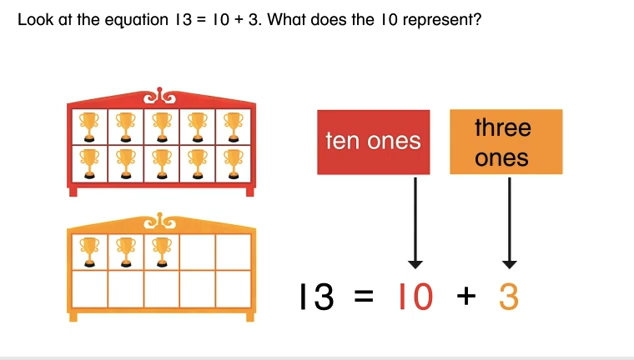 Look at the equation 13 = 10 + 3. What does the 10 represent?
ten ones
three
ones
13 = 10 + 3